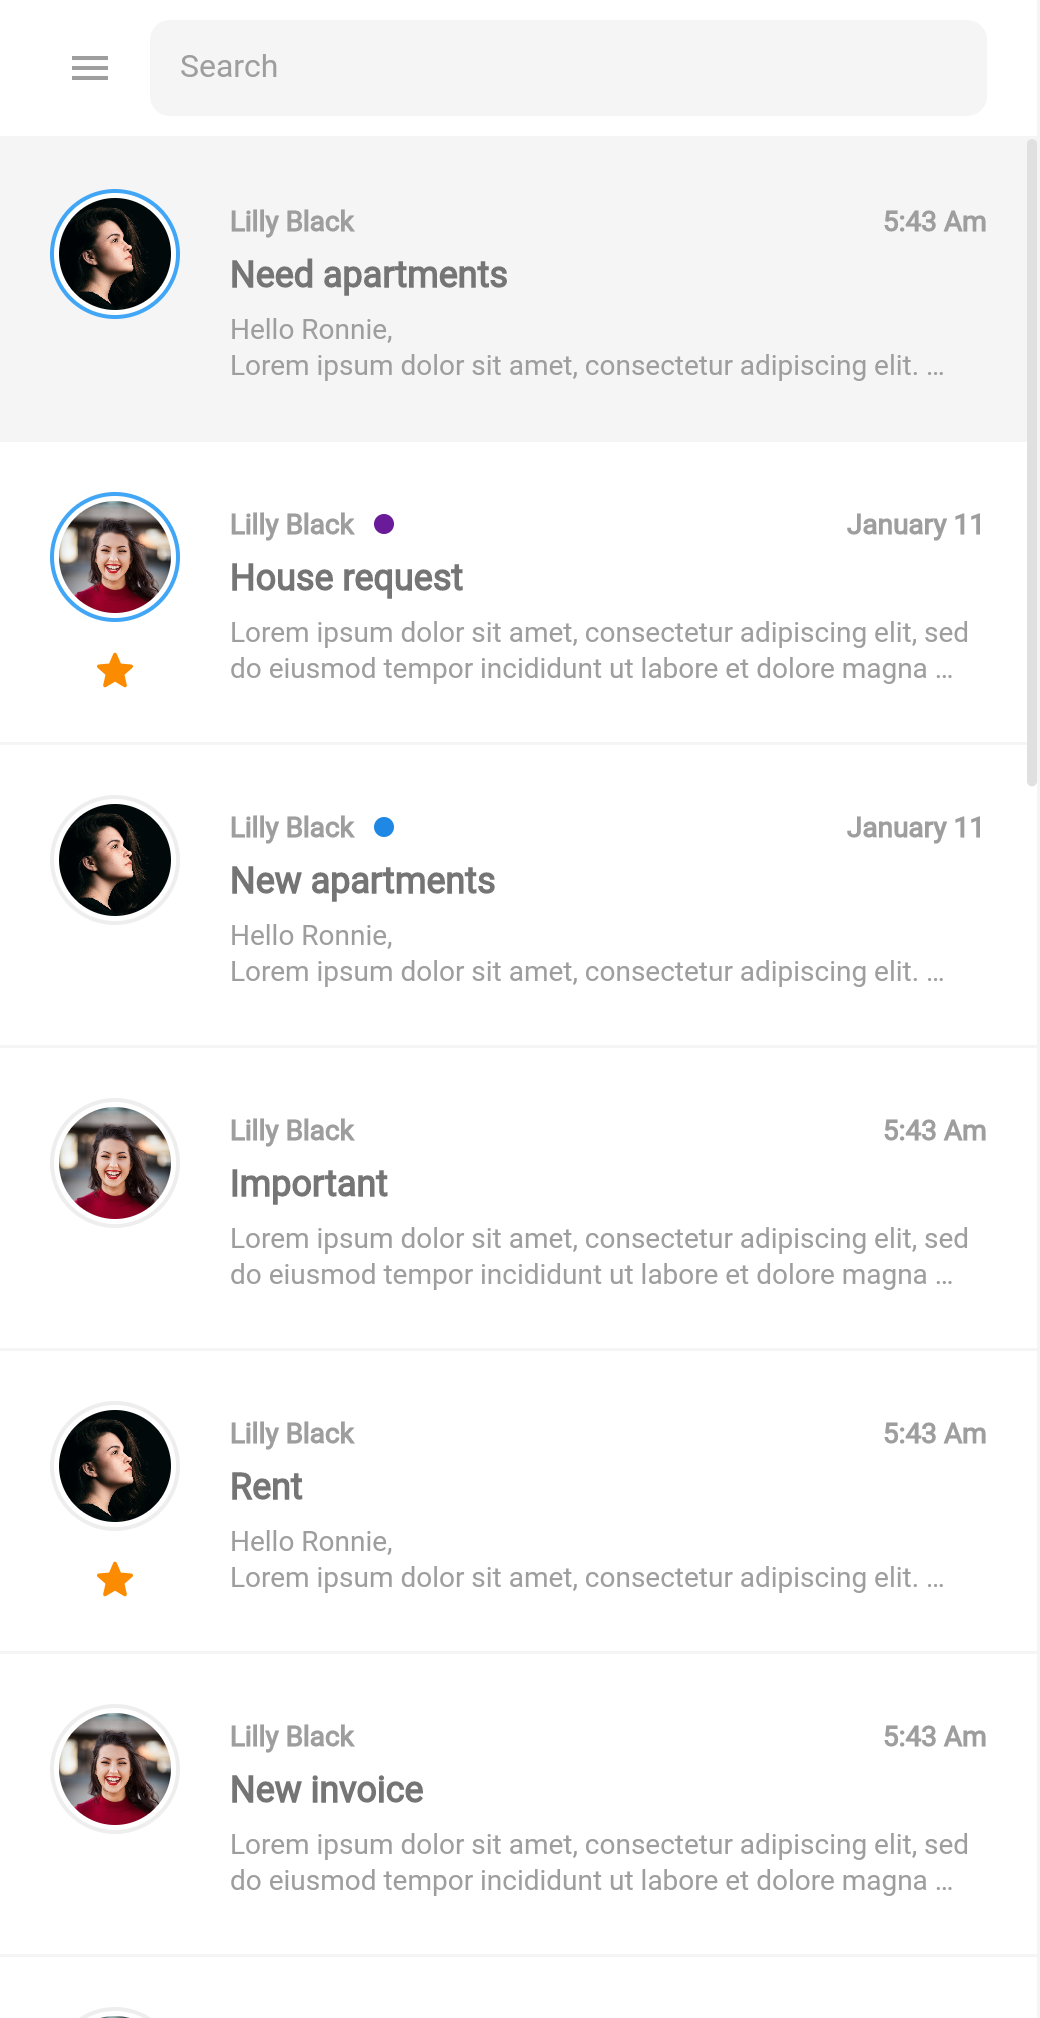 Search
Lilly Black 5:43 Am
Need apartments
Hello Ronnie,
Lorem ipsum dolor sit amet, consectetur adipiscing elit. ...
Lilly Black January 11
House request
Lorem ipsum dolor sit amet, consectetur adipiscing elit, sed
do eiusmod tempor incididunt ut labore et dolore magna ...
Lilly Black January 11
New apartments
Hello Ronnie,
Lorem ipsum dolor sit amet, consectetur adipiscing elit. ...
Lilly Black 5:43 Am
Important
Lorem ipsum dolor sit amet, consectetur adipiscing elit, sed
do eiusmod tempor incididunt ut labore et dolore magna ...
Lilly Black 5:43 Am
Rent
Hello Ronnie,
Lorem ipsum dolor sit amet, consectetur adipiscing elit. ...
Lilly Black 5:43 Am
New invoice
Lorem ipsum dolor sit amet, consectetur adipiscing elit, sed
do eiusmod tempor incididunt ut labore et dolore magna ...